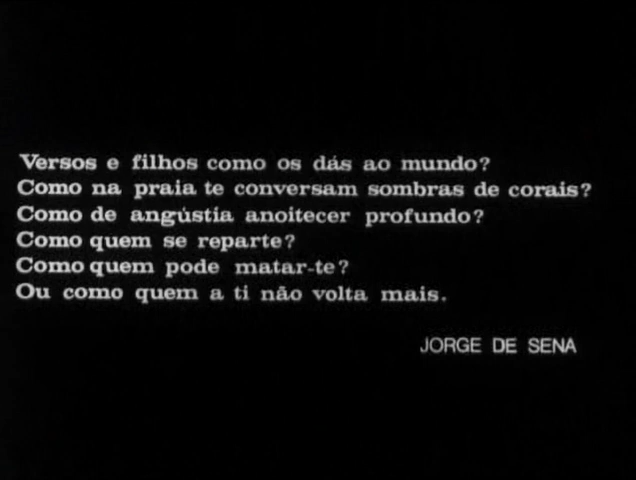 Versos e filhos como os dás ao mundo?
Como na praia te conversam sombras de corais?
Como de angústia anoitecer profundo?
Como quem se reparte?
Como quem pode matar-te?
Ou como quem a ti não volta mais.
JORGE DE SENA